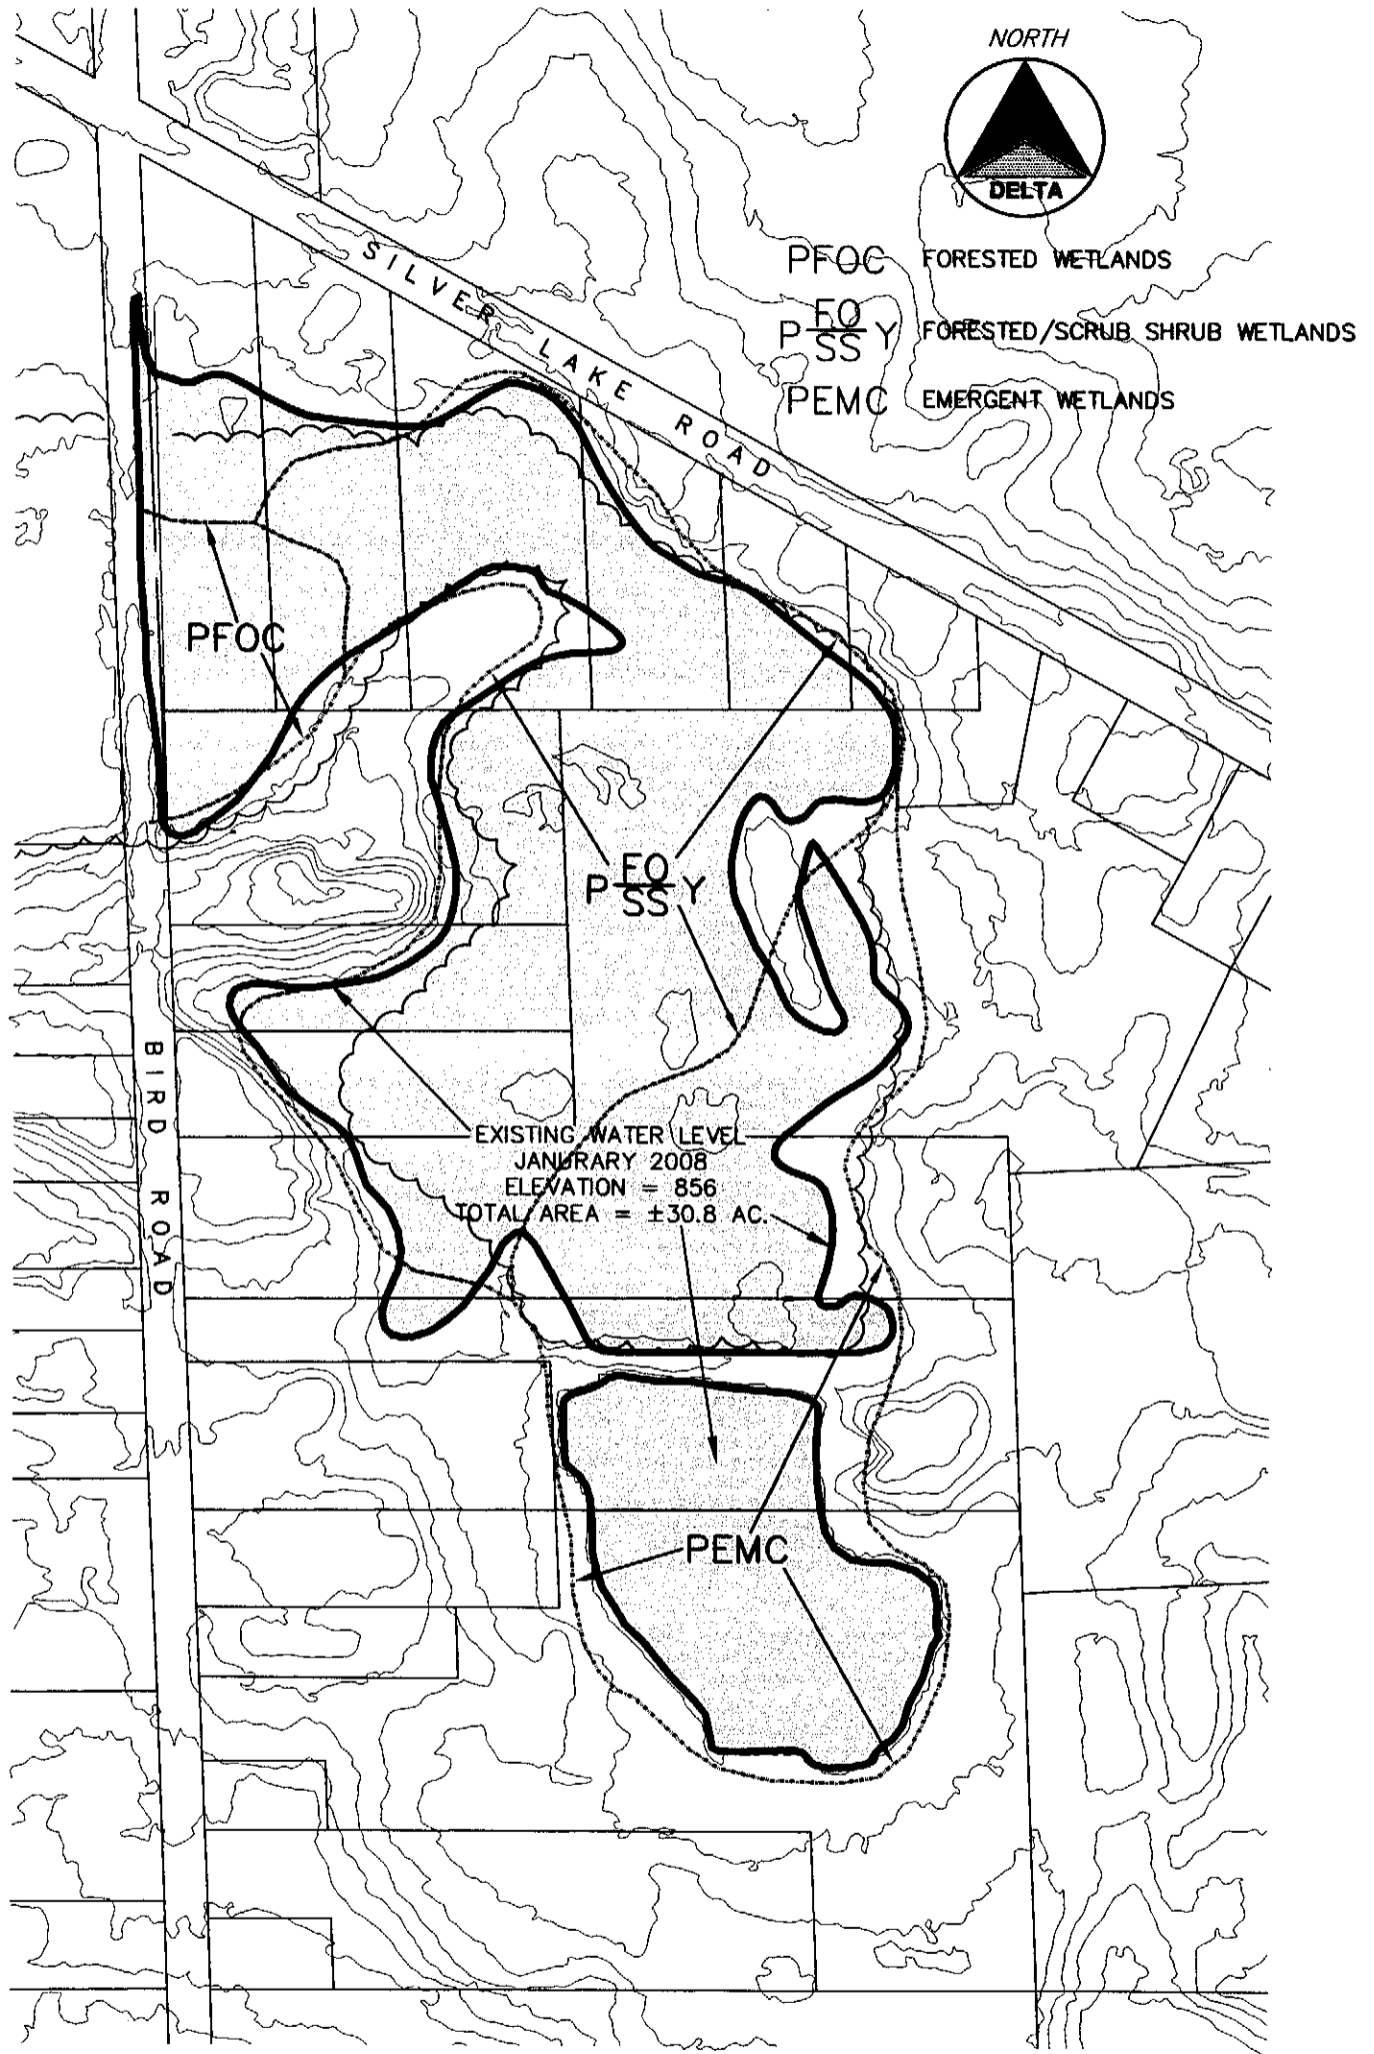 NORTH
DELTA
PFOC FORESTED WETLANDS
P FO/SS Y FORESTED/SCRUB SHRUB WETLANDS
PEMC EMERGENT WETLANDS
SILVER LAKE ROAD
PFOC
P FO/SS Y
BIRD ROAD
EXISTING WATER LEVEL
JANURARY 2008
ELEVATION = 856
TOTAL AREA = ±30.8 AC.
PEMC